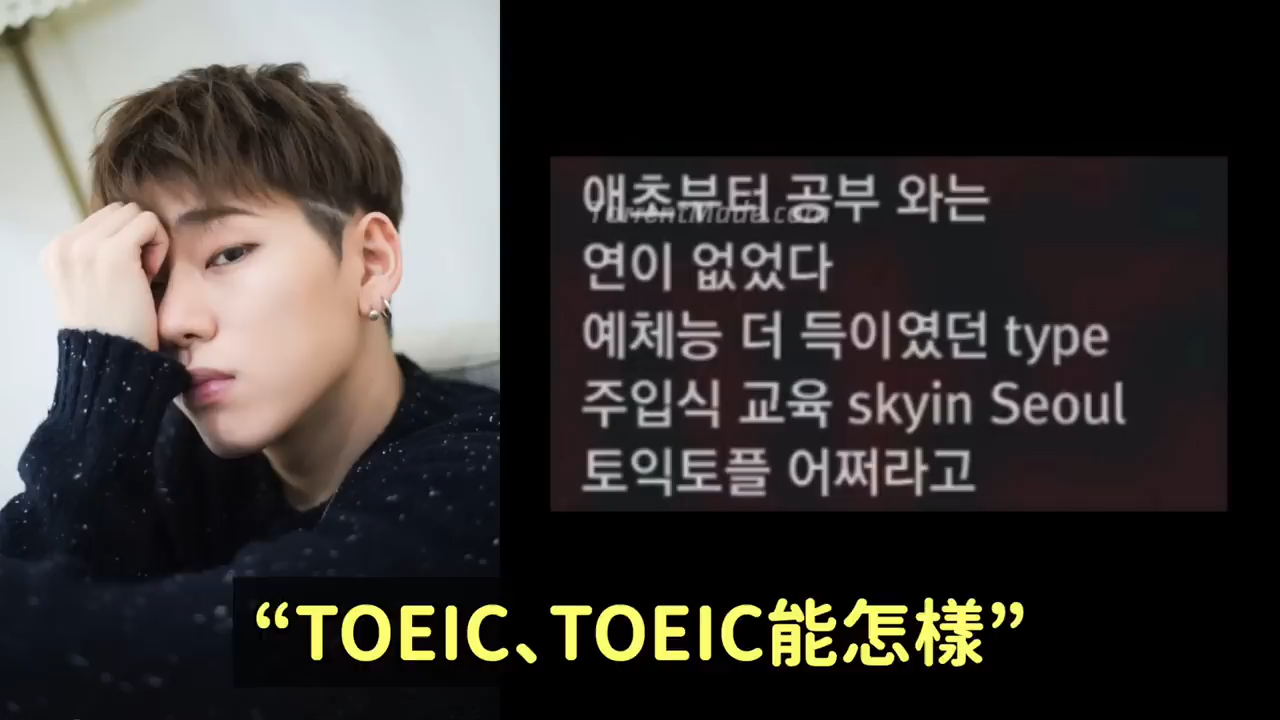 애초부터 공부 와는
TorrentMade.com
연이 없었다
예체능 더 득이였던 type
주입식 교육 skyin Seoul
토익토플 어쩌라고
“TOEIC、TOEIC能怎樣”